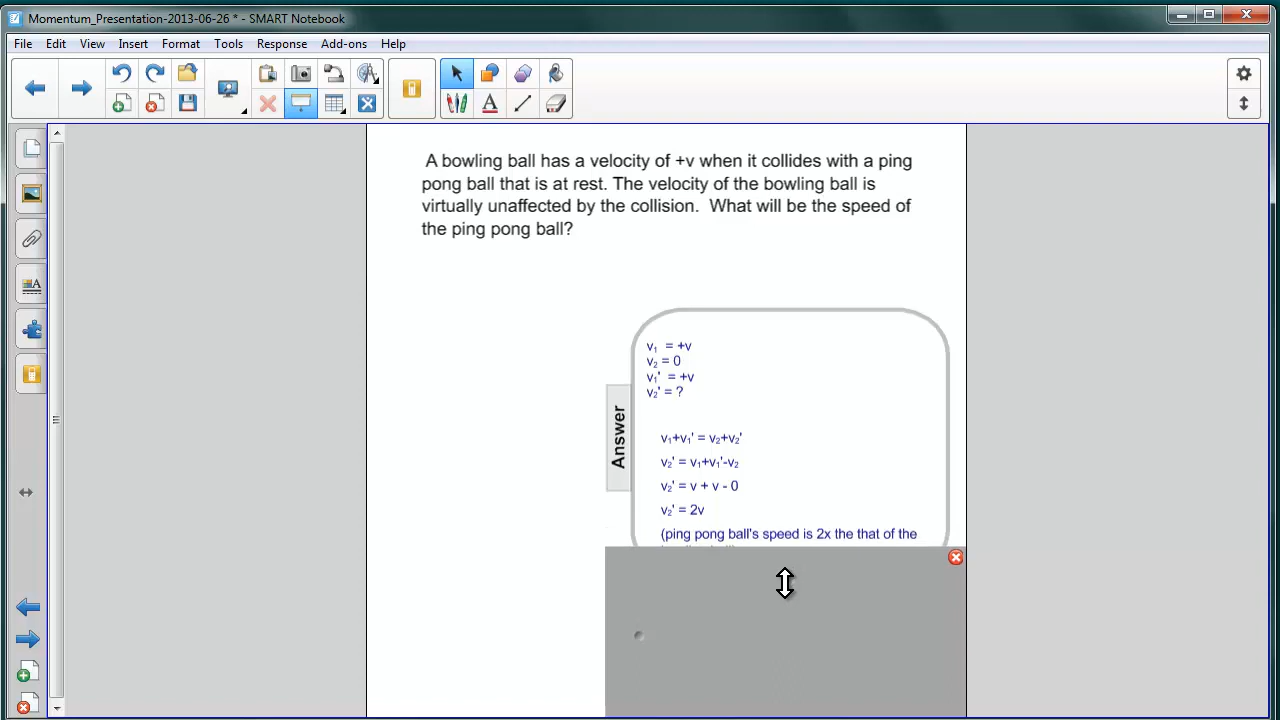 Momentum_Presentation-2013-06-26 * - SMART Notebook
File Edit View Insert Format Tools Response Add-ons Help
A bowling ball has a velocity of +v when it collides with a ping
pong ball that is at rest. The velocity of the bowling ball is
virtually unaffected by the collision. What will be the speed of
the ping pong ball?
Answer
v₁ = +v
v₂ = 0
v₁' = +v
v₂' = ?
v₁+v₁' = v₂+v₂'
v₂' = v₁+v₁'-v₂
v₂' = v + v - 0
v₂' = 2v
(ping pong ball's speed is 2x the that of the